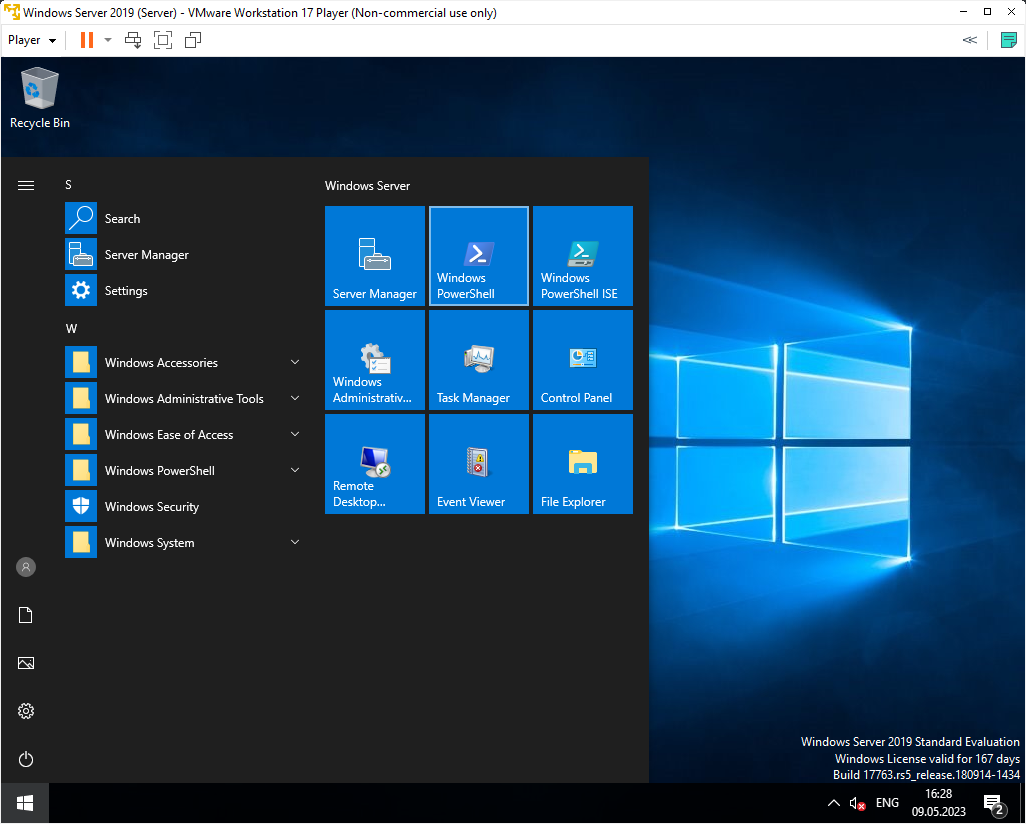 Windows Server 2019 (Server) - VMware Workstation 17 Player (Non-commercial use only)
Player
Recycle Bin
S
Search
Server Manager
Settings
W
Windows Accessories
Windows Administrative Tools
Windows Ease of Access
Windows PowerShell
Windows Security
Windows System
Windows Server
Server Manager
Windows
PowerShell
Windows
PowerShell ISE
Windows
Administrativ...
Task Manager
Control Panel
Remote
Desktop...
Event Viewer
File Explorer
Windows Server 2019 Standard Evaluation
Windows License valid for 167 days
Build 17763.rs5_release.180914-1434
ENG
16:28
09.05.2023
2